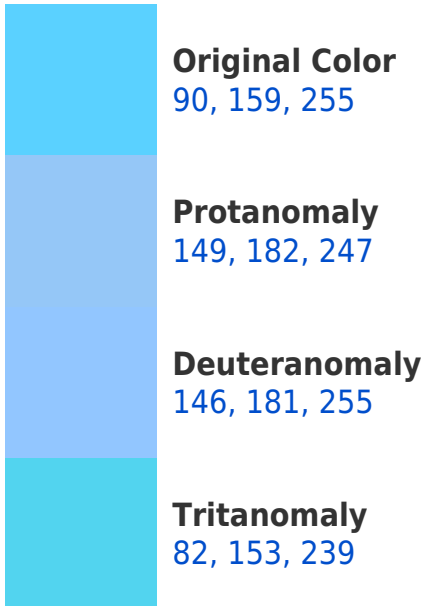 Original Color
90, 159, 255
Protanomaly
149, 182, 247
Deuteranomaly
146, 181, 255
Tritanomaly
82, 153, 239